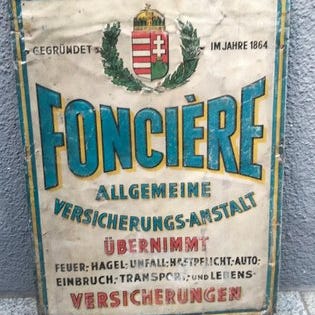 GEGRÜNDET IM JAHRE 1864
FONCIÈRE
ALLGEMEINE
VERSICHERUNGS-ANSTALT
ÜBERNIMMT
FEUER,- HAGEL,- UNFALL,- HAFTPFLICHT,- AUTO,-
EINBRUCH,- TRANSPORT,- UND LEBENS-
VERSICHERUNGEN